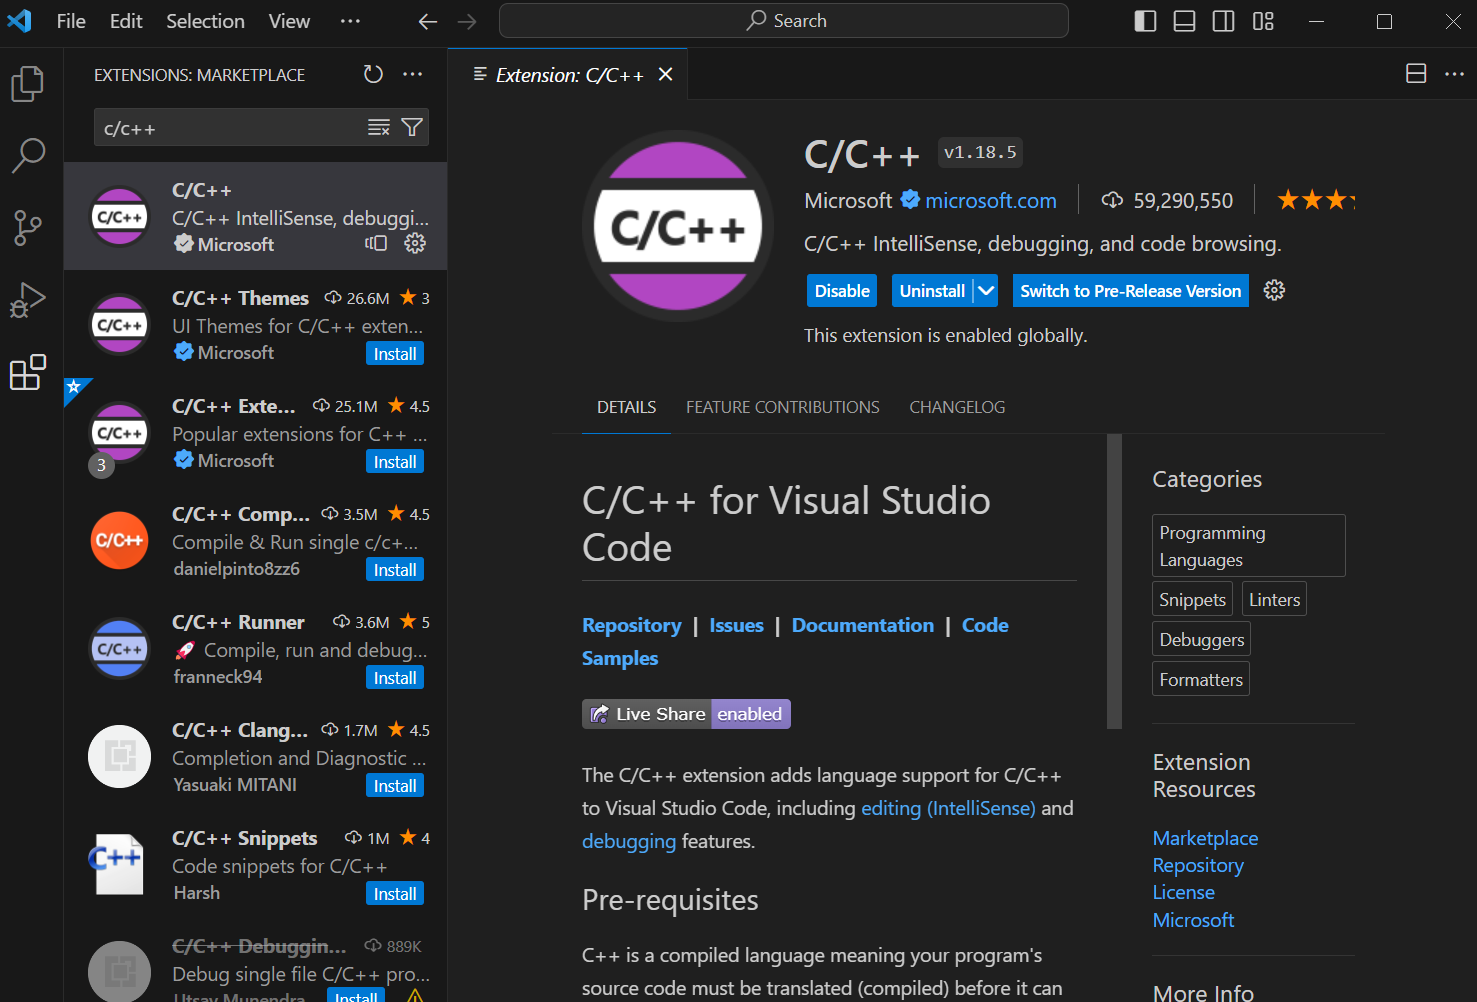 File Edit Selection View ··· Search
EXTENSIONS: MARKETPLACE
c/c++
C/C++
C/C++ IntelliSense, debuggi...
Microsoft
C/C++ Themes 26.6M 3
UI Themes for C/C++ exten...
Microsoft Install
C/C++ Exte... 25.1M 4.5
Popular extensions for C++ ...
Microsoft Install
3
C/C++ Comp... 3.5M 4.5
C/C++
Compile & Run single c/c+...
danielpinto8zz6 Install
C/C++ Runner 3.6M 5
C/C++
Compile, run and debug...
franneck94 Install
C/C++ Clang... 1.7M 4.5
Completion and Diagnostic ...
Yasuaki MITANI Install
C/C++ Snippets 1M 4
C++
Code snippets for C/C++
Harsh Install
C/C++ Debuggin... 889K
Debug single file C/C++ pro...
Utsav Munendra Install
Extension: C/C++
C/C++
C/C++ v1.18.5
Microsoft microsoft.com 59,290,550
C/C++ IntelliSense, debugging, and code browsing.
Disable Uninstall Switch to Pre-Release Version
This extension is enabled globally.
DETAILS FEATURE CONTRIBUTIONS CHANGELOG
C/C++ for Visual Studio
Code
Repository | Issues | Documentation | Code
Samples
Live Share enabled
The C/C++ extension adds language support for C/C++
to Visual Studio Code, including editing (IntelliSense) and
debugging features.
Pre-requisites
C++ is a compiled language meaning your program's
source code must be translated (compiled) before it can
Categories
Programming
Languages
Snippets Linters
Debuggers
Formatters
Extension
Resources
Marketplace
Repository
License
Microsoft
More Info